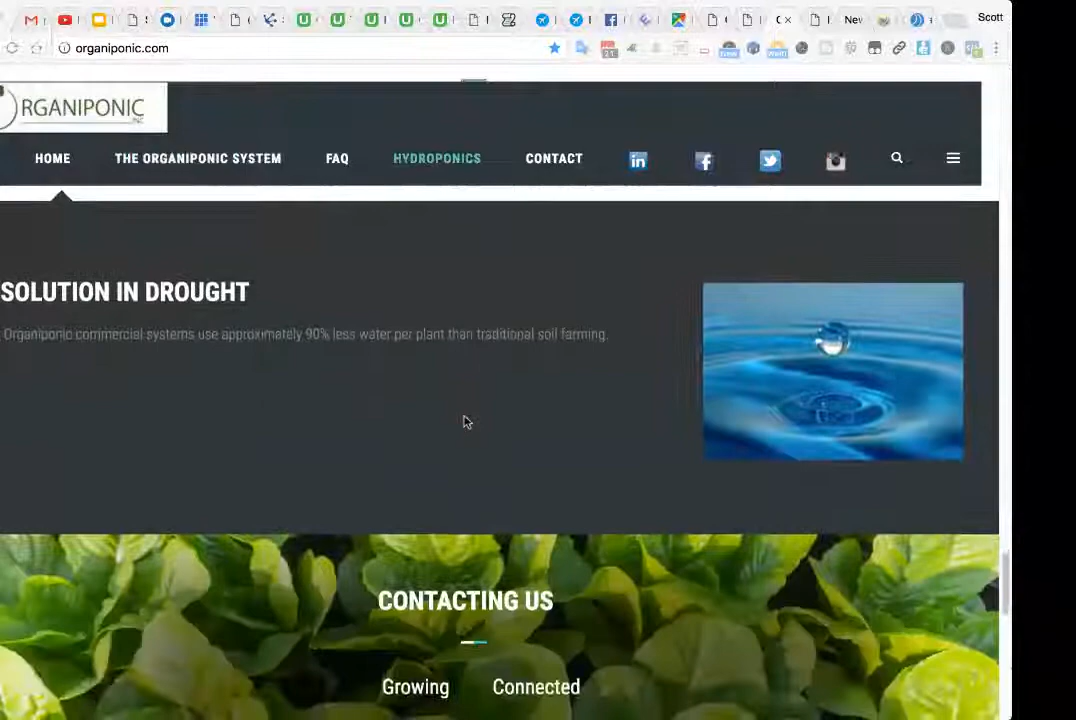 Scott
organiponic.com
RGANIPONIC
INC
HOME THE ORGANIPONIC SYSTEM FAQ HYDROPONICS CONTACT
SOLUTION IN DROUGHT
Organiponic commercial systems use approximately 90% less water per plant than traditional soil farming.
CONTACTING US
Growing Connected